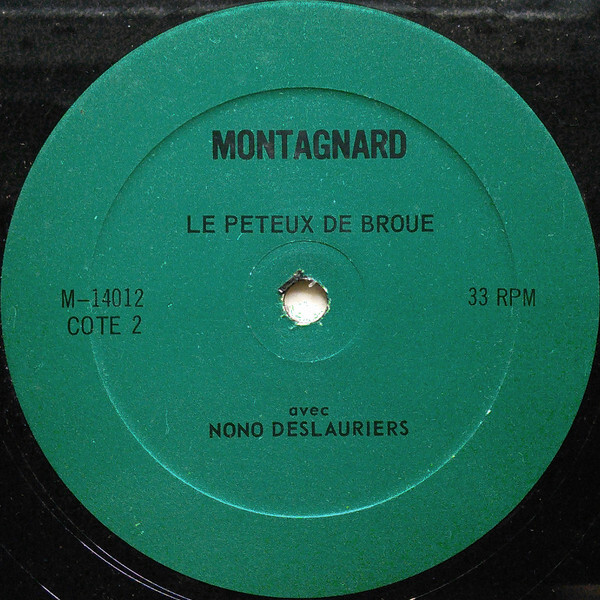 MONTAGNARD
LE PETEUX DE BROUE
M-14012
COTE 2
33 RPM
avec
NONO DESLAURIERS